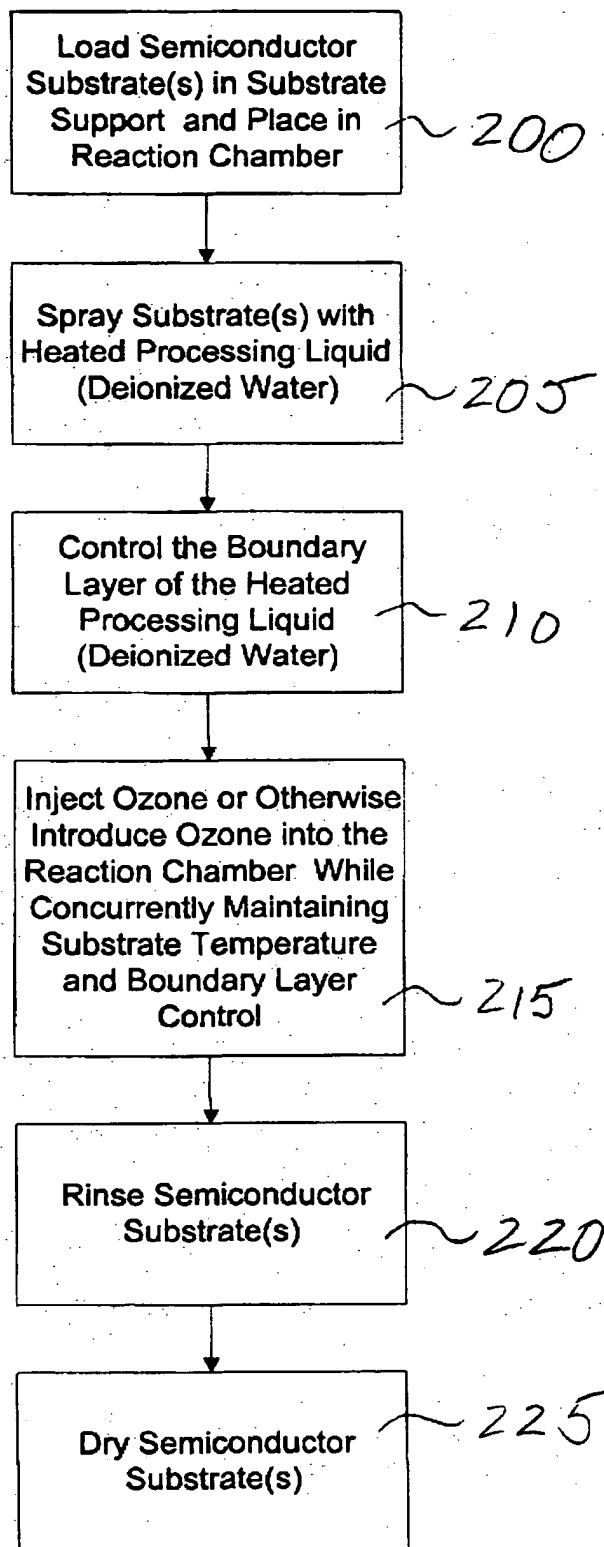 Load Semiconductor
Substrate(s) in Substrate
Support and Place in
Reaction Chamber
200
Spray Substrate(s) with
Heated Processing Liquid
(Deionized Water)
205
Control the Boundary
Layer of the Heated
Processing Liquid
(Deionized Water)
210
Inject Ozone or Otherwise
Introduce Ozone into the
Reaction Chamber While
Concurrently Maintaining
Substrate Temperature
and Boundary Layer
Control
215
Rinse Semiconductor
Substrate(s)
220
Dry Semiconductor
Substrate(s)
225